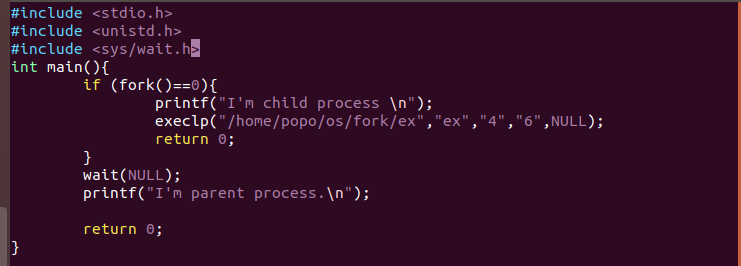 #include <stdio.h>
#include <unistd.h>
#include <sys/wait.h>
int main(){
        if (fork()==0){
                printf("I'm child process \n");
                execlp("/home/popo/os/fork/ex","ex","4","6",NULL);
                return 0;
        }
        wait(NULL);
        printf("I'm parent process.\n");

        return 0;
}